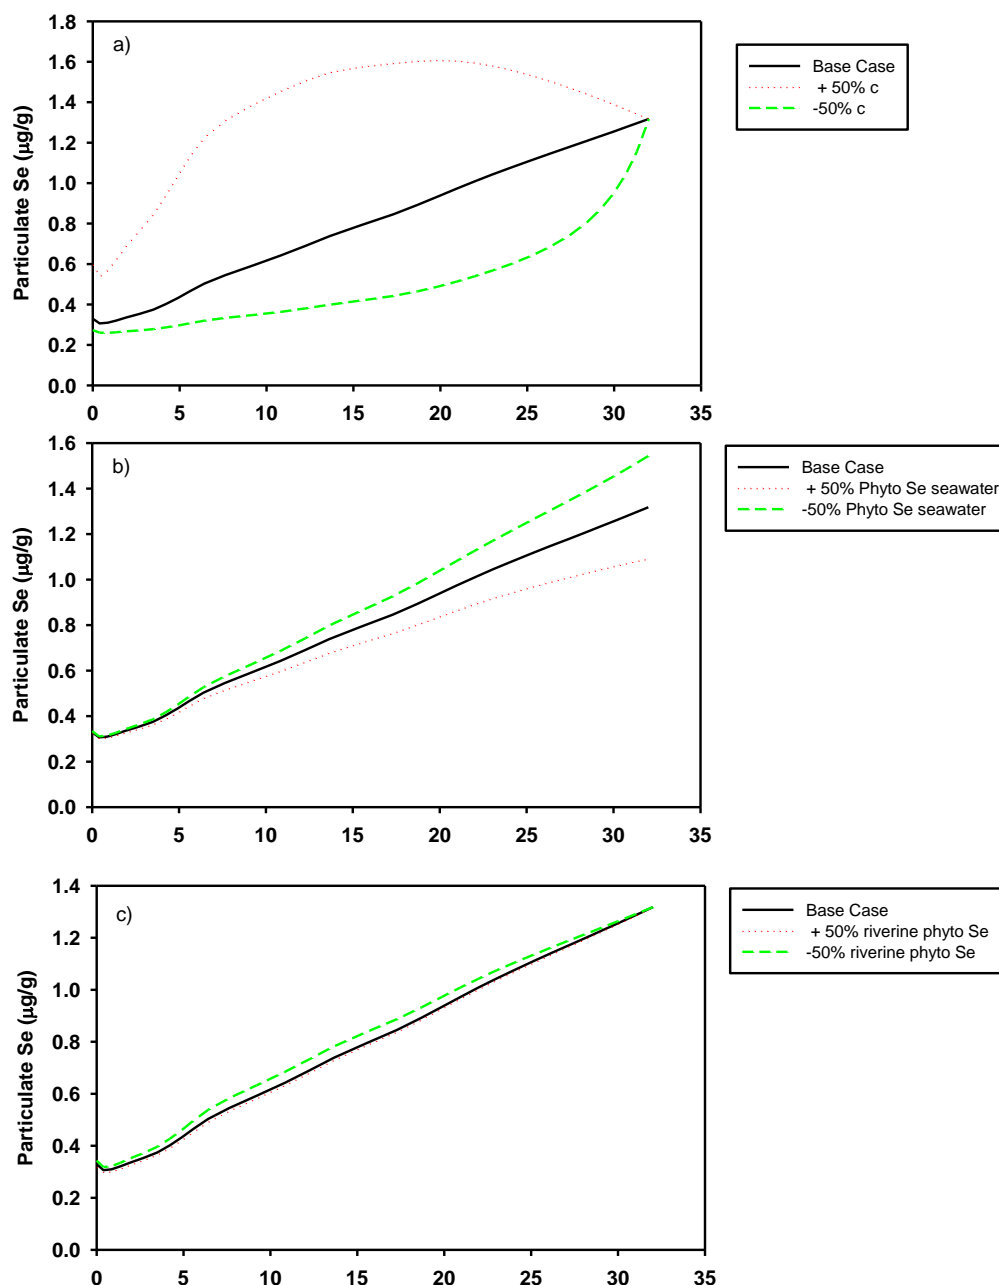 a)
1.8
1.6
1.4
1.2
1.0
0.8
0.6
0.4
0.2
0.0
Particulate Se (µg/g)
0 5 10 15 20 25 30 35
Base Case
+ 50% c
-50% c
b)
1.6
1.4
1.2
1.0
0.8
0.6
0.4
0.2
0.0
Particulate Se (µg/g)
0 5 10 15 20 25 30 35
Base Case
+ 50% Phyto Se seawater
-50% Phyto Se seawater
c)
1.4
1.2
1.0
0.8
0.6
0.4
0.2
0.0
Particulate Se (µg/g)
0 5 10 15 20 25 30 35
Base Case
+ 50% riverine phyto Se
-50% riverine phyto Se